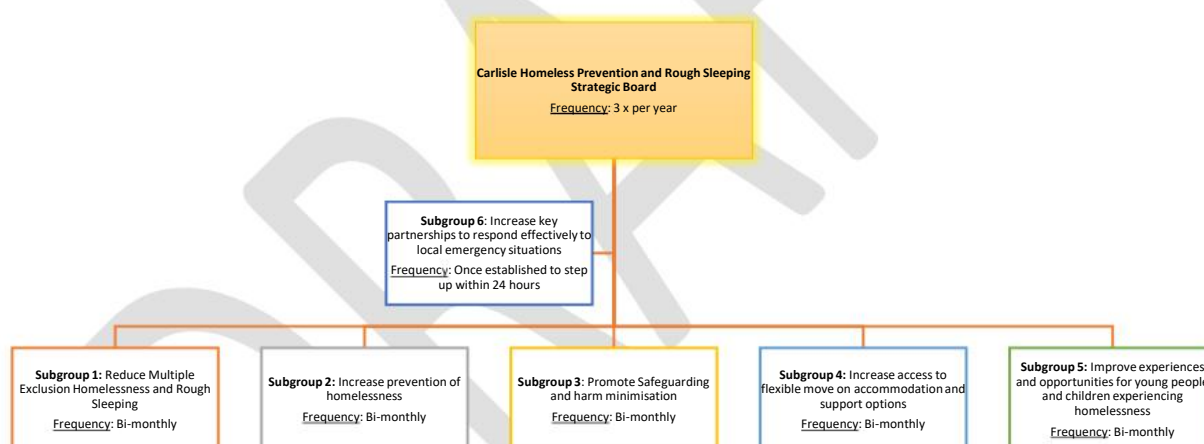 Carlisle Homeless Prevention and Rough Sleeping
Strategic Board
Frequency: 3 x per year
Subgroup 6: Increase key
partnerships to respond effectively to
local emergency situations
Frequency: Once established to step
up within 24 hours
Subgroup 1: Reduce Multiple
Exclusion Homelessness and Rough
Sleeping
Frequency: Bi-monthly
Subgroup 2: Increase prevention of
homelessness
Frequency: Bi-monthly
Subgroup 3: Promote Safeguarding
and harm minimisation
Frequency: Bi-monthly
Subgroup 4: Increase access to
flexible move on accommodation and
support options
Frequency: Bi-monthly
Subgroup 5: Improve experiences
and opportunities for young people
and children experiencing
homelessness
Frequency: Bi-monthly